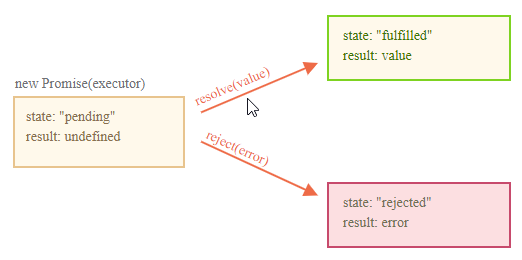 new Promise(executor)
state: "pending"
result: undefined
resolve(value)
reject(error)
state: "fulfilled"
result: value
state: "rejected"
result: error